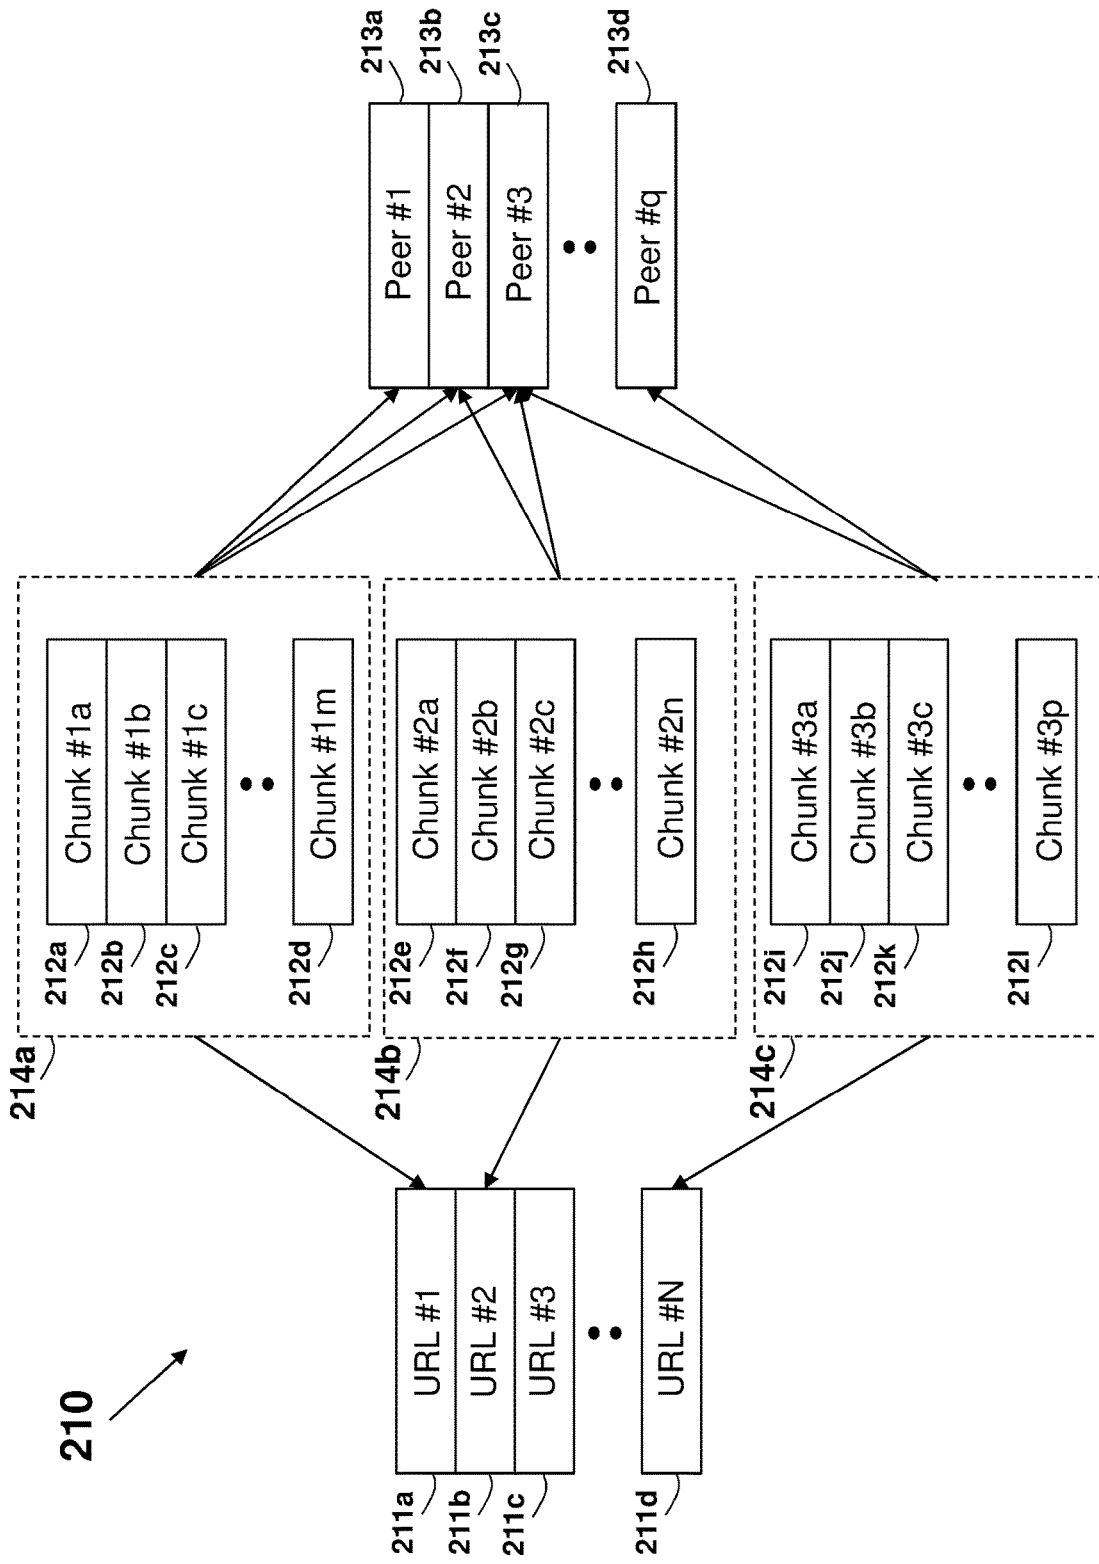 210
211a
URL #1
211b
URL #2
211c
URL #3
211d
URL #N
214a
212a
Chunk #1a
212b
Chunk #1b
212c
Chunk #1c
212d
Chunk #1m
214b
212e
Chunk #2a
212f
Chunk #2b
212g
Chunk #2c
212h
Chunk #2n
214c
212i
Chunk #3a
212j
Chunk #3b
212k
Chunk #3c
212l
Chunk #3p
Peer #1
213a
Peer #2
213b
Peer #3
213c
Peer #q
213d